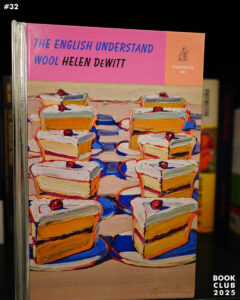 #32
THE ENGLISH UNDERSTAND
WOOL HELEN DeWITT
BOOK
CLUB
2025